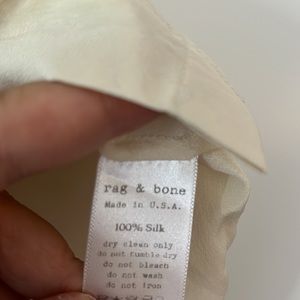 rag & bone
Made in U.S.A.
100% Silk
dry clean only
do not tumble dry
do not bleach
do not wash
do not iron